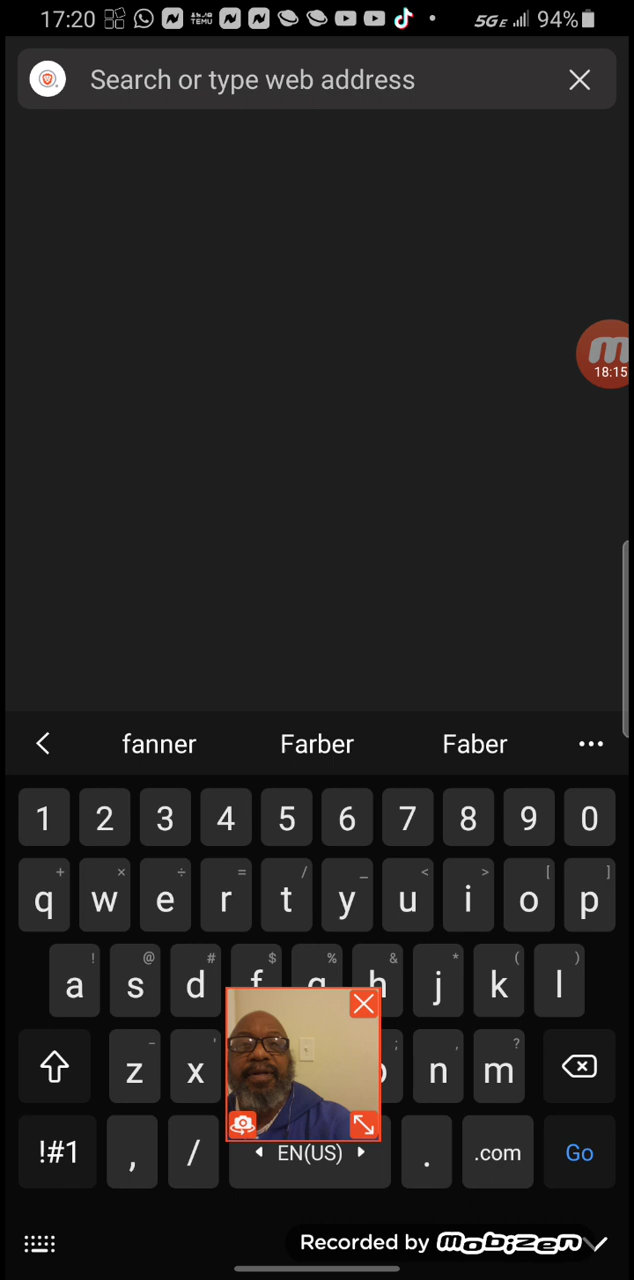 17:20 TEMU 5GE 94%
Search or type web address
m
18:15
fanner Farber Faber
1 2 3 4 5 6 7 8 9 0
+ × ÷ = / _ < > [ ]
q w e r t y u i o p
! @ # $ % & * ( )
a s d f g h j k l
- ' ; , ?
z x n m
!#1 , / EN(US) . .com Go
Recorded by mobizen